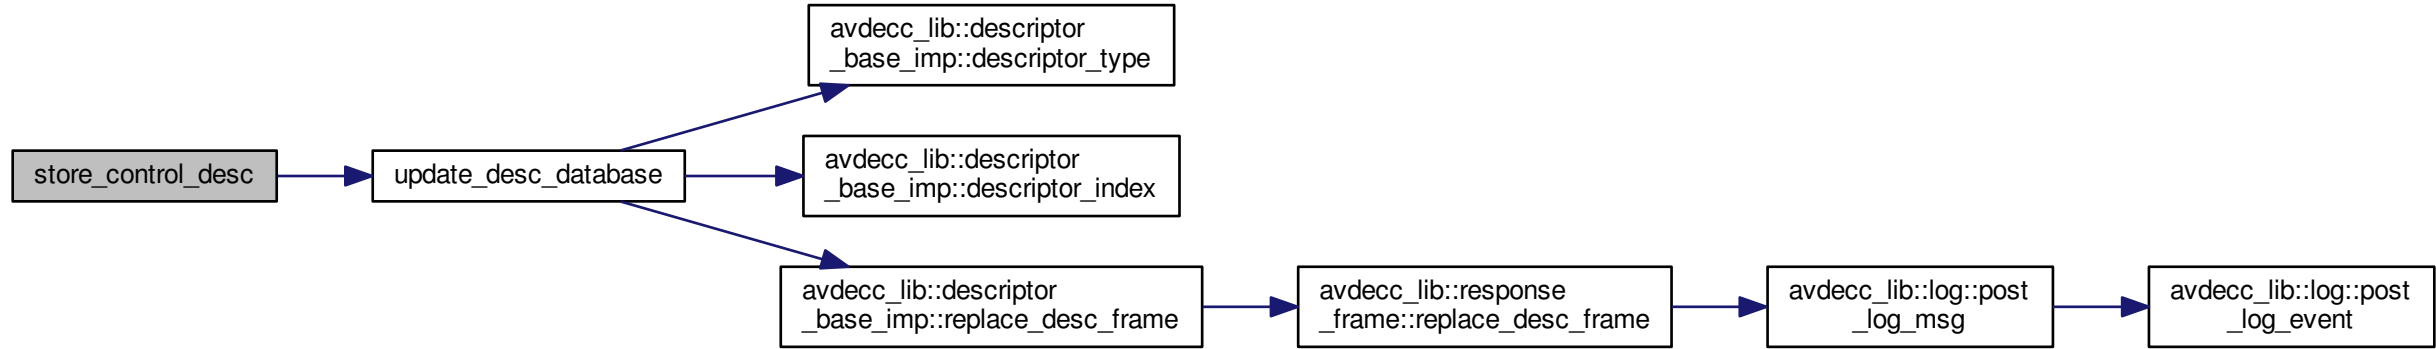 store_control_desc
update_desc_database
avdecc_lib::descriptor
_base_imp::descriptor_type
avdecc_lib::descriptor
_base_imp::descriptor_index
avdecc_lib::descriptor
_base_imp::replace_desc_frame
avdecc_lib::response
_frame::replace_desc_frame
avdecc_lib::log::post
_log_msg
avdecc_lib::log::post
_log_event